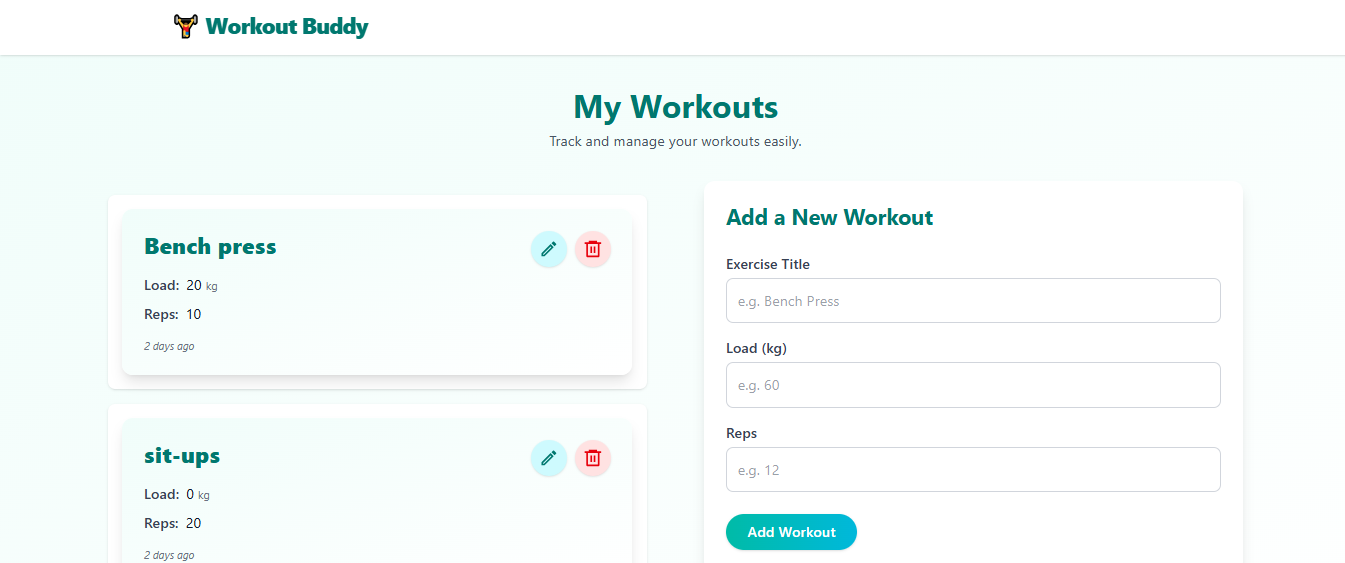 Workout Buddy
My Workouts
Track and manage your workouts easily.
Bench press
Load: 20 kg
Reps: 10
2 days ago
sit-ups
Load: 0 kg
Reps: 20
2 days ago
Add a New Workout
Exercise Title
e.g. Bench Press
Load (kg)
e.g. 60
Reps
e.g. 12
Add Workout